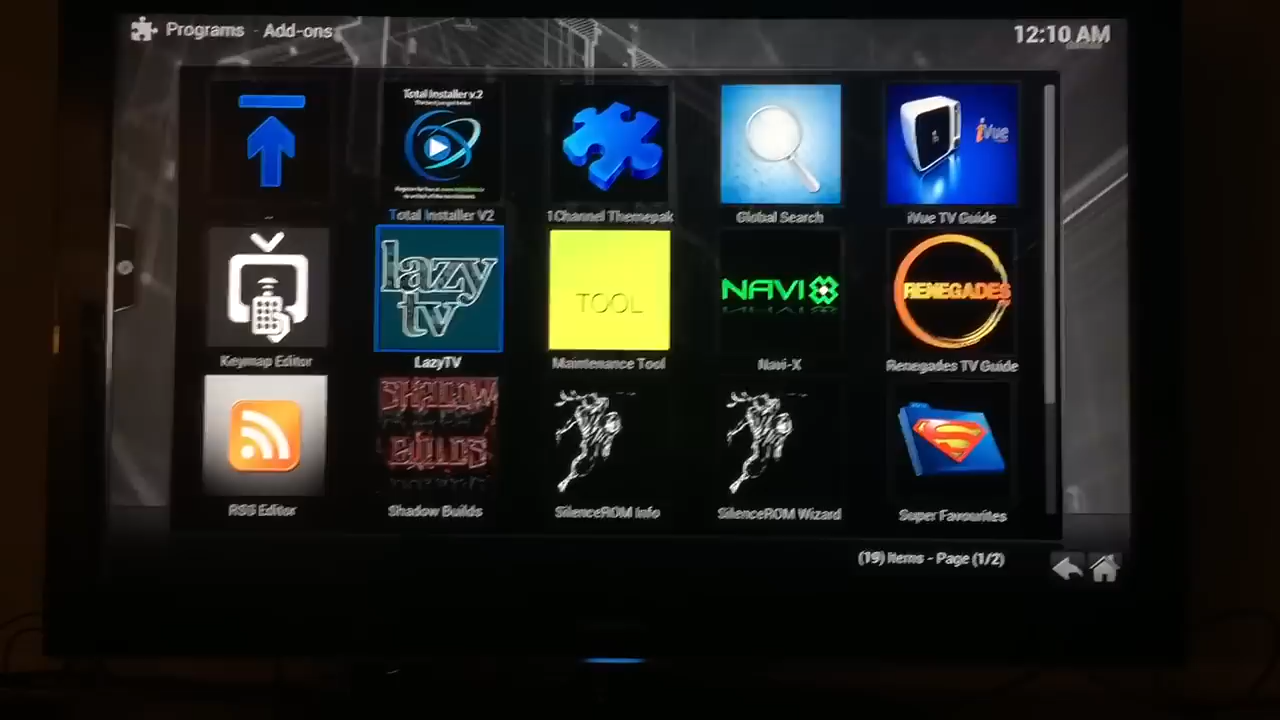 Programs - Add-ons
12:10 AM
Total Installer v.2
iVue
Total Installer V2
1Channel Themepak
Global Search
iVue TV Guide
lazy
tv
TOOL
NAVI X
RENEGADES
Keymap Editor
LazyTV
Maintenance Tool
Navi-X
Renegades TV Guide
SHADOW
BUILDS
RSS Editor
Shadow Builds
SilenceROM Info
SilenceROM Wizard
Super Favourites
(19) Items - Page (1/2)